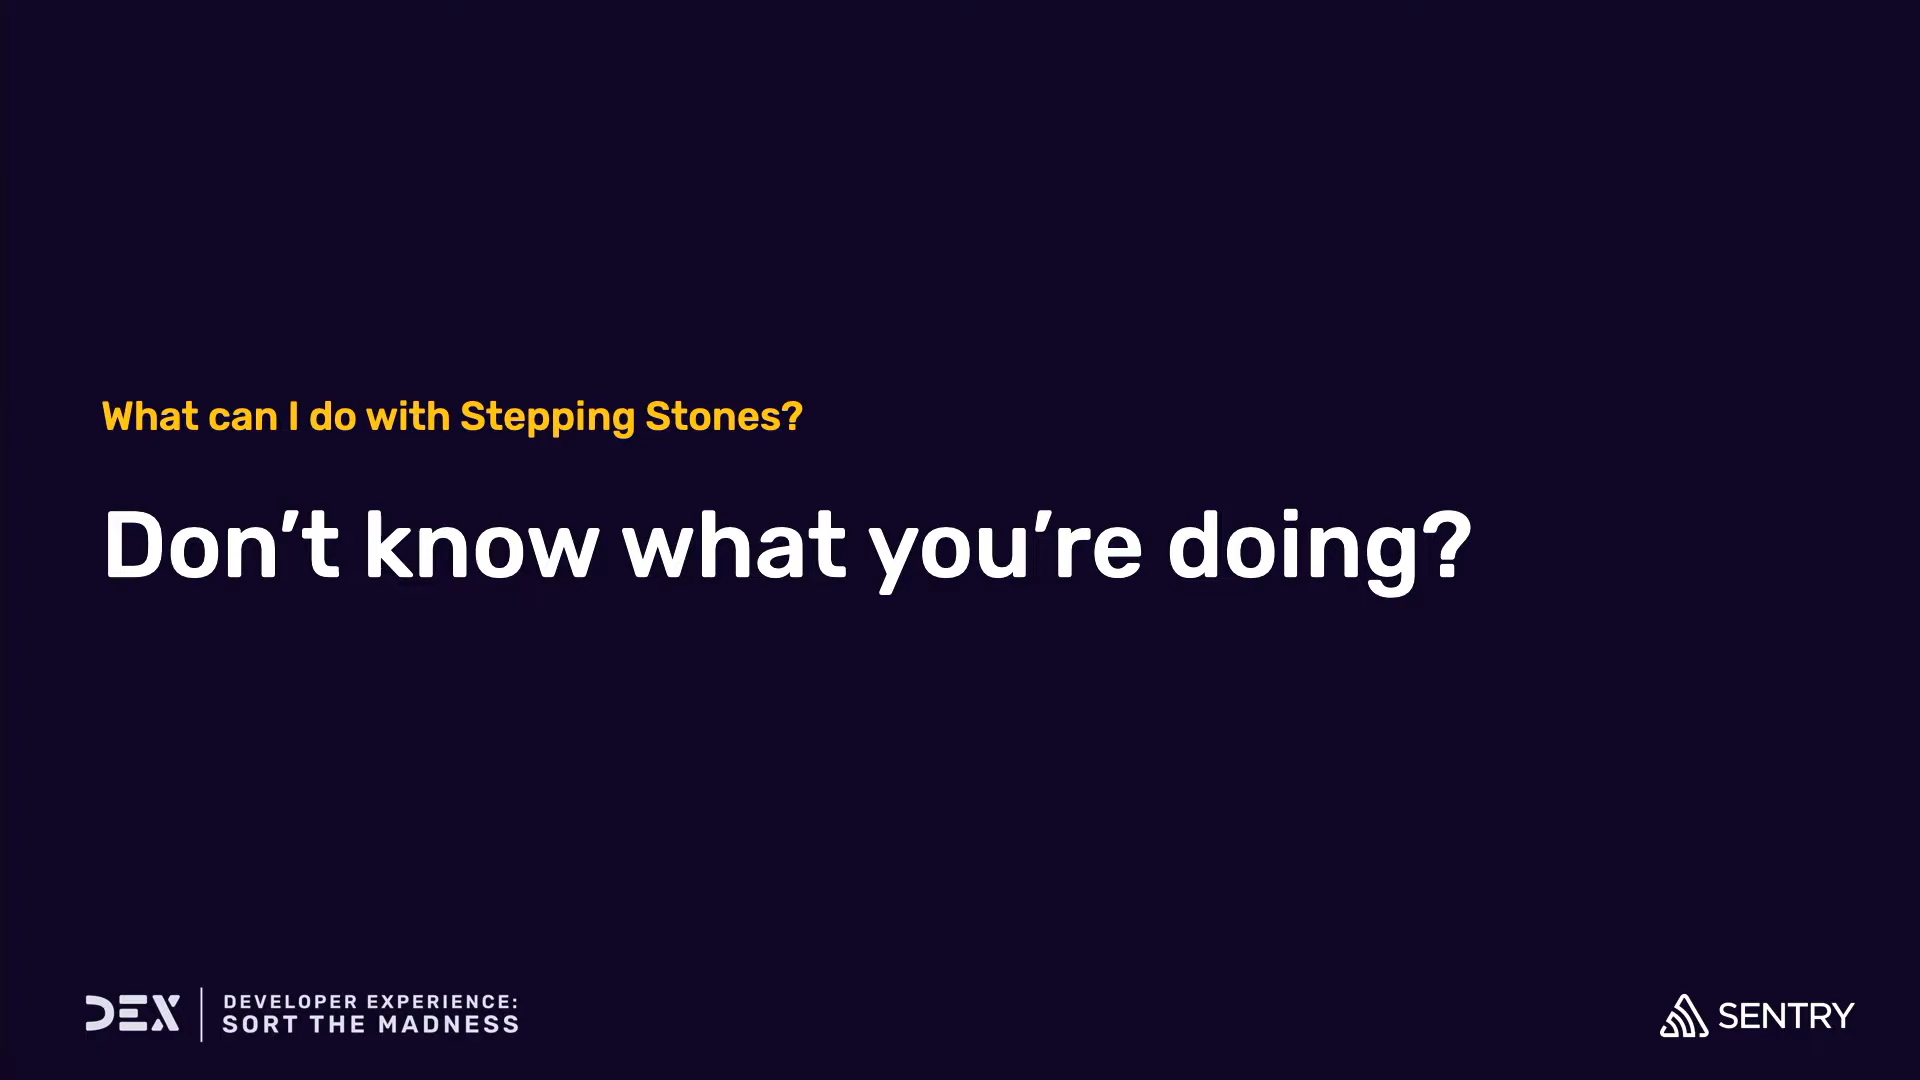 What can I do with Stepping Stones?
Don’t know what you’re doing?
DEX
DEVELOPER EXPERIENCE:
SORT THE MADNESS
SENTRY